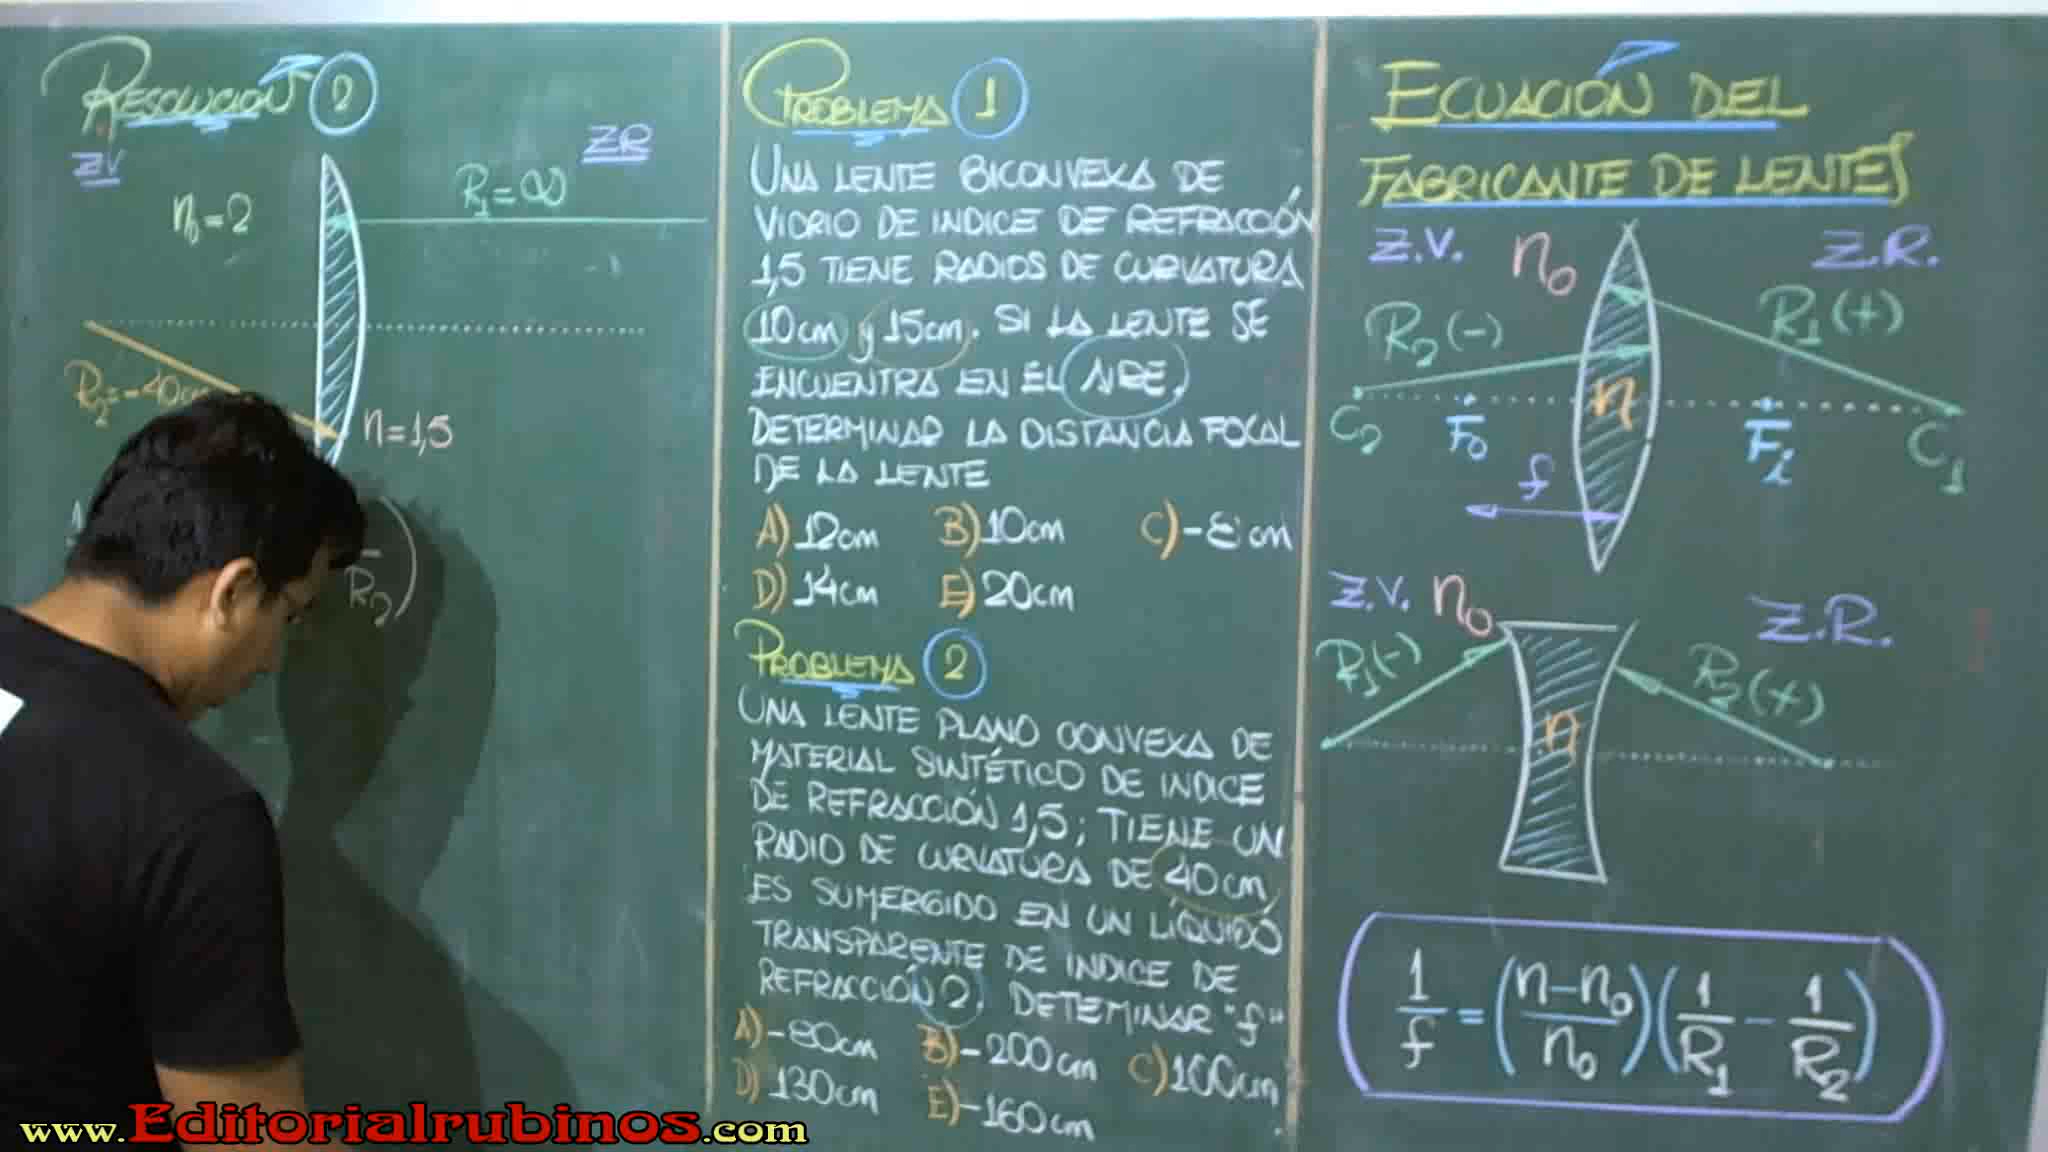 RESOLUCIÓN 2
Z.V
Z.R
n₀=2
R₁=∞
R₂=-40cm
n=1,5
R₂)
PROBLEMA 1
UNA LENTE BICONVEXA DE
VIDRIO DE INDICE DE REFRACCIÓN
1,5 TIENE RADIOS DE CURVATURA
10cm y 15cm. SI LA LENTE SE
ENCUENTRA EN EL AIRE.
DETERMINAR LA DISTANCIA FOCAL
DE LA LENTE
A) 12cm B) 10cm C) -8cm
D) 14cm E) 20cm
PROBLEMA 2
UNA LENTE PLANO CONVEXA DE
MATERIAL SINTÉTICO DE INDICE
DE REFRACCIÓN 1,5; TIENE UN
RADIO DE CURVATURA DE 40cm
ES SUMERGIDO EN UN LÍQUIDO
TRANSPARENTE DE INDICE DE
REFRACCIÓN 2. DETEMINAR "f"
A) -80cm B) -200cm C) 100cm
D) 130cm E) -160cm
ECUACIÓN DEL
FABRICANTE DE LENTES
Z.V. n₀ Z.R.
R₂(-) R₁(+)
C₂ F₀ n Fi C₁
f
Z.V. n₀ Z.R.
R₁(-) R₂(+)
n
1/f = ((n-n₀)/n₀)(1/R₁ - 1/R₂)
www.Editorialrubinos.com